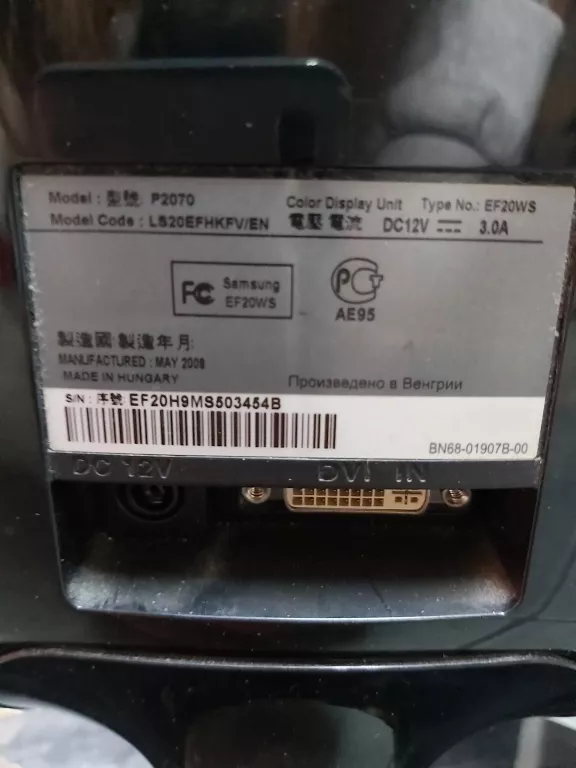 Model : 型號 P2070 Color Display Unit Type No.: EF20WS
Model Code : LS20EFHKFV/EN 電壓 電流 DC12V 3.0A
FC Samsung
EF20WS
РСТ
AE95
製造國 製造年月
MANUFACTURED : MAY 2009
MADE IN HUNGARY Произведено в Венгрии
S/N : 序號 EF20H9MS503454B
BN68-01907B-00
DC 12V DVI IN